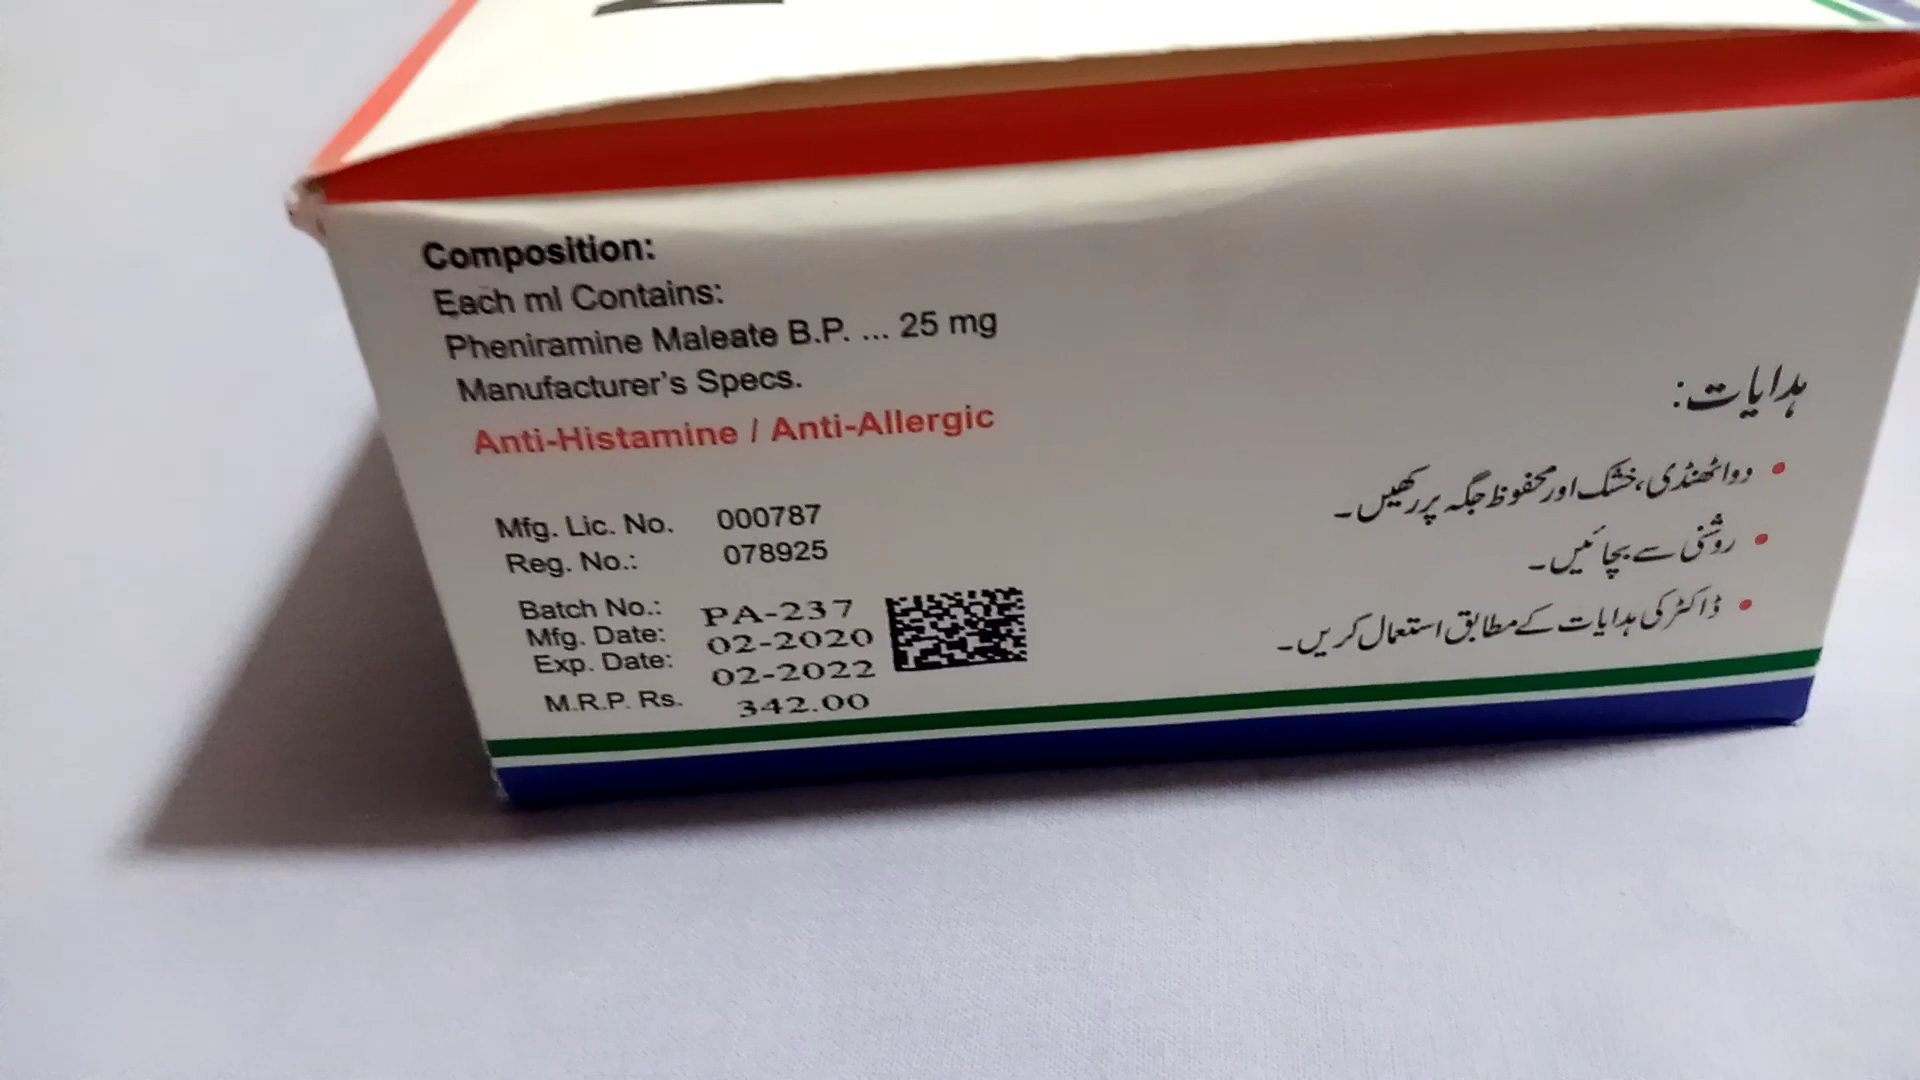 Composition:
Each ml Contains:
Pheniramine Maleate B.P. ... 25 mg
Manufacturer's Specs.
Anti-Histamine / Anti-Allergic
Mfg. Lic. No. 000787
Reg. No.: 078925
Batch No.: PA-237
Mfg. Date: 02-2020
Exp. Date: 02-2022
M.R.P. Rs. 342.00
ہدایات:
• دوا ٹھنڈی، خشک اور محفوظ جگہ پر رکھیں۔
• روشنی سے بچائیں۔
• ڈاکٹر کی ہدایات کے مطابق استعمال کریں۔